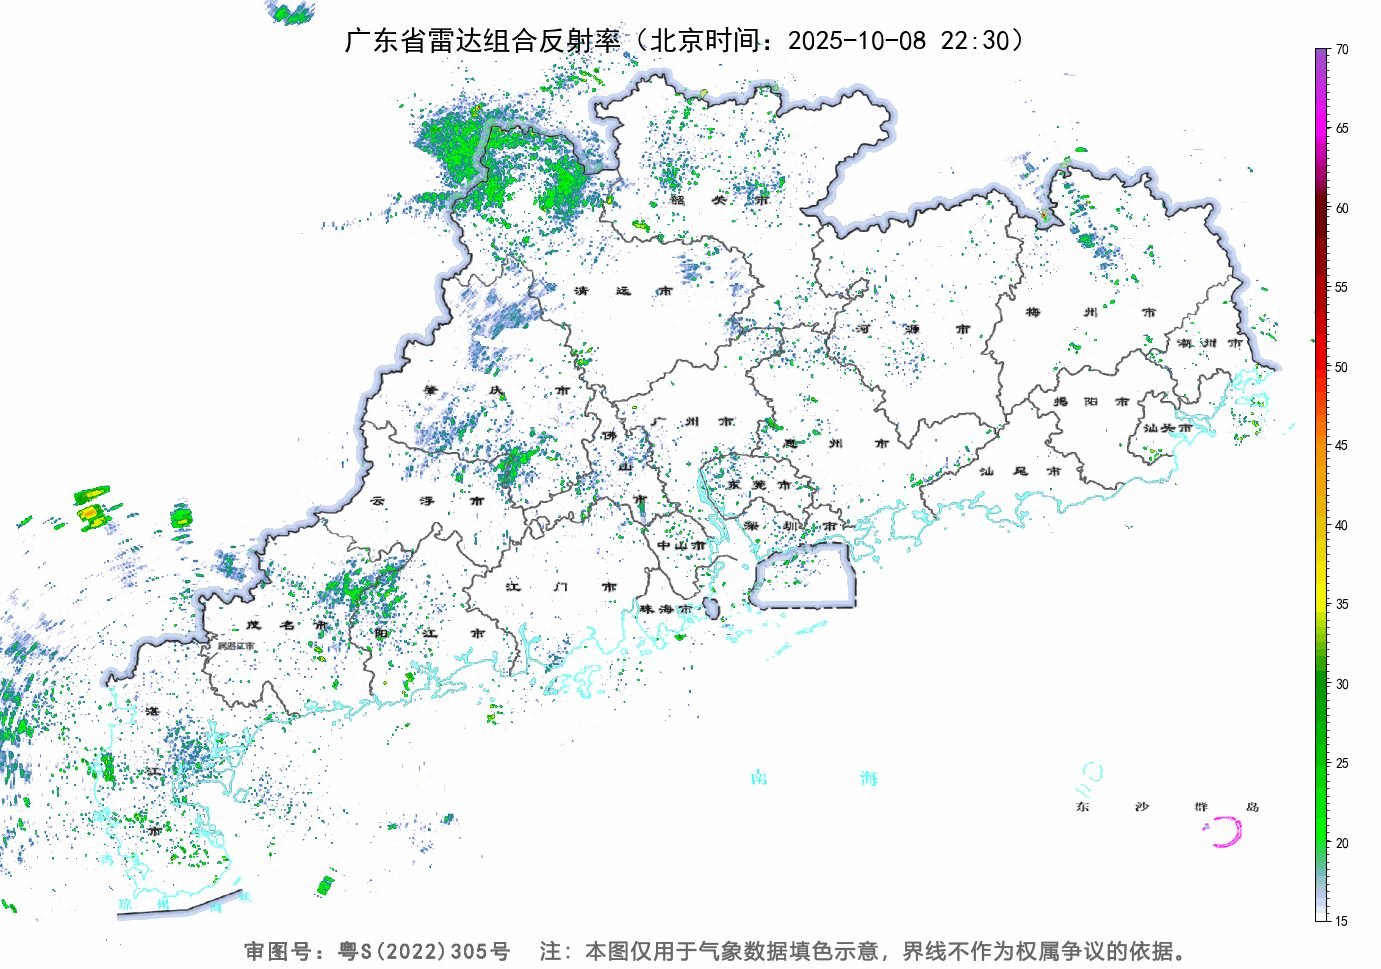 广东省雷达组合反射率（北京时间：2025-10-08 22:30）
70
65
60
55
50
45
40
35
30
25
20
15
韶关市
清远市
梅州市
河源市
潮州市
肇庆市
揭阳市
广州市
佛山市
惠州市
汕头市
汕尾市
东莞市
云浮市
深圳市
中山市
江门市
珠海市
茂名市
阳江市
属湛江市
湛江市
南海
东沙群岛
琼州海峡
审图号：粤S(2022)305号 注：本图仅用于气象数据填色示意，界线不作为权属争议的依据。